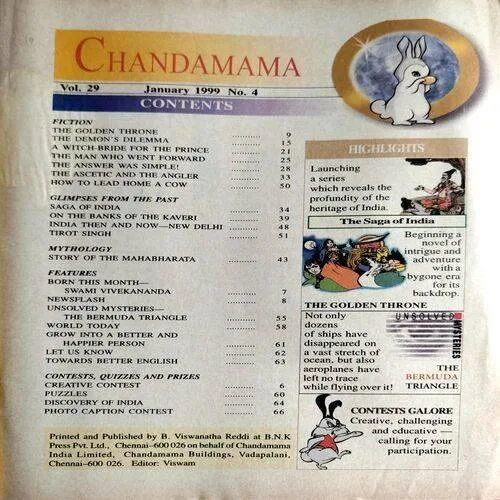 CHANDAMAMA
Vol. 29 January 1999 No. 4
CONTENTS
FICTION
THE GOLDEN THRONE ........ 9
THE DEMON'S DILEMMA ........ 15
A WITCH-BRIDE FOR THE PRINCE ........ 21
THE MAN WHO WENT FORWARD ........ 25
THE ANSWER WAS SIMPLE! ........ 28
THE ASCETIC AND THE ANGLER ........ 33
HOW TO LEAD HOME A COW ........ 50
GLIMPSES FROM THE PAST
SAGA OF INDIA ........ 34
ON THE BANKS OF THE KAVERI ........ 39
INDIA THEN AND NOW—NEW DELHI ........ 48
TIROT SINGH ........ 51
MYTHOLOGY
STORY OF THE MAHABHARATA ........ 43
FEATURES
BORN THIS MONTH—
SWAMI VIVEKANANDA ........ 7
NEWSFLASH ........ 8
UNSOLVED MYSTERIES—
THE BERMUDA TRIANGLE ........ 55
WORLD TODAY ........ 58
GROW INTO A BETTER AND
HAPPIER PERSON ........ 61
LET US KNOW ........ 62
TOWARDS BETTER ENGLISH ........ 63
CONTESTS, QUIZZES AND PRIZES
CREATIVE CONTEST ........ 6
PUZZLES ........ 60
DISCOVERY OF INDIA ........ 64
PHOTO CAPTION CONTEST ........ 66
Printed and Published by B. Viswanatha Reddi at B.N.K
Press Pvt. Ltd., Chennai—600 026 on behalf of Chandamama
India Limited, Chandamama Buildings, Vadapalani,
Chennai—600 026. Editor: Viswam
HIGHLIGHTS
Launching
a series
which reveals the
profundity of the
heritage of India.
The Saga of India
Beginning a
novel of
intrigue and
adventure
with a
bygone era
for its
backdrop.
THE GOLDEN THRONE
Not only
dozens
of ships have
disappeared on
a vast stretch of
ocean, but also
aeroplanes have
left no trace
while flying over it!
UNSOLVED
MYSTERIES
THE
BERMUDA
TRIANGLE
CONTESTS GALORE
Creative, challenging
and educative —
calling for your
participation.